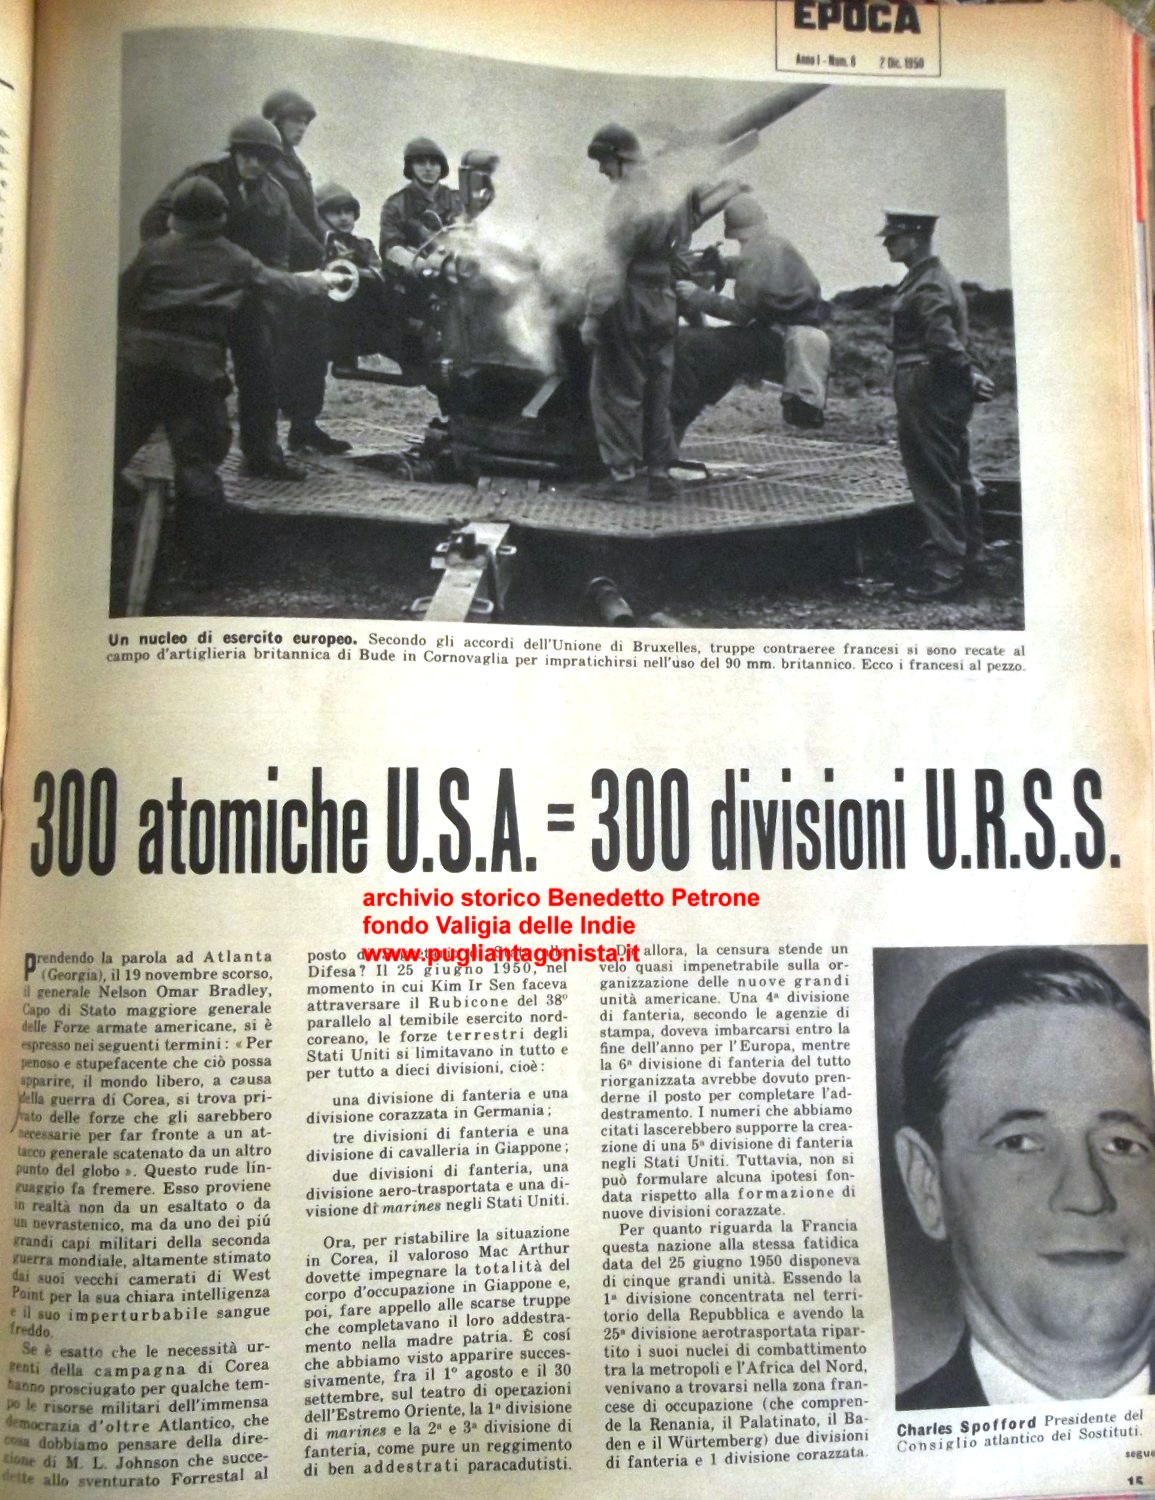 EPOCA
Anno I - Num. 8 2 Dic. 1950
Un nucleo di esercito europeo. Secondo gli accordi dell'Unione di Bruxelles, truppe contraeree francesi si sono recate al
campo d'artiglieria britannica di Bude in Cornovaglia per impratichirsi nell'uso del 90 mm. britannico. Ecco i francesi al pezzo.
300 atomiche U.S.A. = 300 divisioni U.R.S.S.
archivio storico Benedetto Petrone
fondo Valigia delle Indie
www.pugliantagonista.it
Prendendo la parola ad Atlanta
(Georgia), il 19 novembre scorso,
il generale Nelson Omar Bradley,
Capo di Stato maggiore generale
delle Forze armate americane, si è
espresso nei seguenti termini: « Per
penoso e stupefacente che ciò possa
apparire, il mondo libero, a causa
della guerra di Corea, si trova pri-
vato delle forze che gli sarebbero
necessarie per far fronte a un at-
tacco generale scatenato da un altro
punto del globo ». Questo rude lin-
guaggio fa fremere. Esso proviene
in realtà non da un esaltato o da
un nevrastenico, ma da uno dei piú
grandi capi militari della seconda
guerra mondiale, altamente stimato
dai suoi vecchi camerati di West
Point per la sua chiara intelligenza
e il suo imperturbabile sangue
freddo.
Se è esatto che le necessità ur-
genti della campagna di Corea
hanno prosciugato per qualche tem-
po le risorse militari dell'immensa
democrazia d'oltre Atlantico, che
cosa dobbiamo pensare della dire-
zione di M. L. Johnson che succe-
dette allo sventurato Forrestal al
posto di Stato alla
Difesa? Il 25 giugno 1950, nel
momento in cui Kim Ir Sen faceva
attraversare il Rubicone del 38°
parallelo al temibile esercito nord-
coreano, le forze terrestri degli
Stati Uniti si limitavano in tutto e
per tutto a dieci divisioni, cioè:
una divisione di fanteria e una
divisione corazzata in Germania;
tre divisioni di fanteria e una
divisione di cavalleria in Giappone;
due divisioni di fanteria, una
divisione aero-trasportata e una di-
visione di marines negli Stati Uniti.
Ora, per ristabilire la situazione
in Corea, il valoroso Mac Arthur
dovette impegnare la totalità del
corpo d'occupazione in Giappone e,
poi, fare appello alle scarse truppe
che completavano il loro addestra-
mento nella madre patria. È cosí
che abbiamo visto apparire succes-
sivamente, fra il 1° agosto e il 30
settembre, sul teatro di operazioni
dell'Estremo Oriente, la 1ª divisione
di marines e la 2ª e 3ª divisione di
fanteria, come pure un reggimento
di ben addestrati paracadutisti.
Da allora, la censura stende un
velo quasi impenetrabile sulla or-
ganizzazione delle nuove grandi
unità americane. Una 4ª divisione
di fanteria, secondo le agenzie di
stampa, doveva imbarcarsi entro la
fine dell'anno per l'Europa, mentre
la 6ª divisione di fanteria del tutto
riorganizzata avrebbe dovuto pren-
derne il posto per completare l'ad-
destramento. I numeri che abbiamo
citati lascerebbero supporre la crea-
zione di una 5ª divisione di fanteria
negli Stati Uniti. Tuttavia, non si
può formulare alcuna ipotesi fon-
data rispetto alla formazione di
nuove divisioni corazzate.
Per quanto riguarda la Francia
questa nazione alla stessa fatidica
data del 25 giugno 1950 disponeva
di cinque grandi unità. Essendo la
1ª divisione concentrata nel terri-
torio della Repubblica e avendo la
25ª divisione aerotrasportata ripar-
tito i suoi nuclei di combattimento
tra la metropoli e l'Africa del Nord,
venivano a trovarsi nella zona fran-
cese di occupazione (che compren-
de la Renania, il Palatinato, il Ba-
den e il Würtemberg) due divisioni
di fanteria e 1 divisione corazzata.
Charles Spofford Presidente del
Consiglio atlantico dei Sostituti.
segue
15